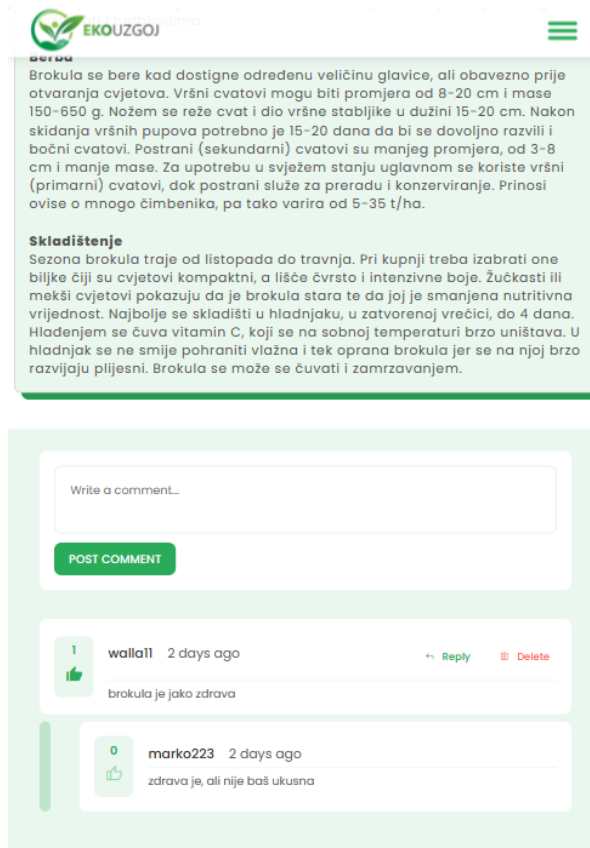 EKOUZGOJ
Berba
Brokula se bere kad dostigne određenu veličinu glavice, ali obavezno prije
otvaranja cvjetova. Vršni cvatovi mogu biti promjera od 8-20 cm i mase
150-650 g. Nožem se reže cvat i dio vršne stabljike u dužini 15-20 cm. Nakon
skidanja vršnih pupova potrebno je 15-20 dana da bi se dovoljno razvili i
bočni cvatovi. Postrani (sekundarni) cvatovi su manjeg promjera, od 3-8
cm i manje mase. Za upotrebu u svježem stanju uglavnom se koriste vršni
(primarni) cvatovi, dok postrani služe za preradu i konzerviranje. Prinosi
ovise o mnogo čimbenika, pa tako varira od 5-35 t/ha.
Skladištenje
Sezona brokula traje od listopada do travnja. Pri kupnji treba izabrati one
biljke čiji su cvjetovi kompaktni, a lišće čvrsto i intenzivne boje. Žućkasti ili
mekši cvjetovi pokazuju da je brokula stara te da joj je smanjena nutritivna
vrijednost. Najbolje se skladišti u hladnjaku, u zatvorenoj vrećici, do 4 dana.
Hlađenjem se čuva vitamin C, koji se na sobnoj temperaturi brzo uništava. U
hladnjak se ne smije pohraniti vlažna i tek oprana brokula jer se na njoj brzo
razvijaju plijesni. Brokula se može se čuvati i zamrzavanjem.
Write a comment...
POST COMMENT
1 walla11 2 days ago Reply Delete
brokula je jako zdrava
0 marko223 2 days ago
zdrava je, ali nije baš ukusna